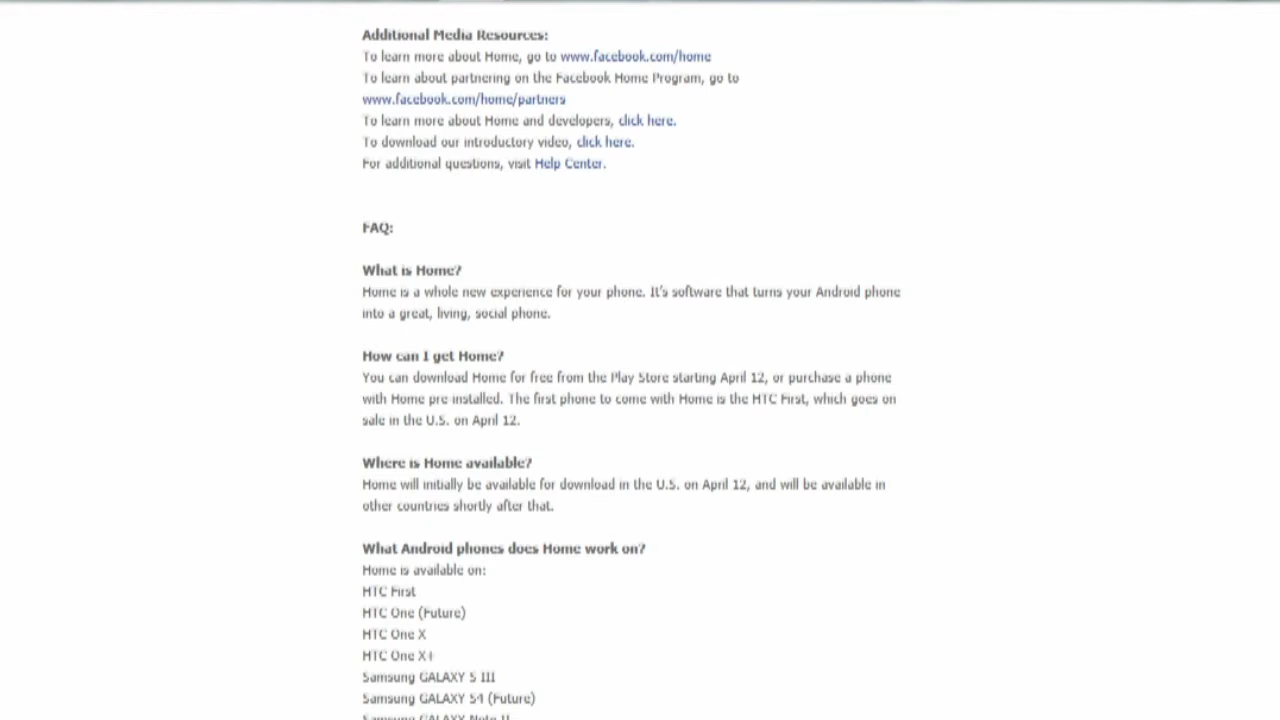 Additional Media Resources:
To learn more about Home, go to www.facebook.com/home
To learn about partnering on the Facebook Home Program, go to
www.facebook.com/home/partners
To learn more about Home and developers, click here.
To download our introductory video, click here.
For additional questions, visit Help Center.
FAQ:
What is Home?
Home is a whole new experience for your phone. It's software that turns your Android phone
into a great, living, social phone.
How can I get Home?
You can download Home for free from the Play Store starting April 12, or purchase a phone
with Home pre-installed. The first phone to come with Home is the HTC First, which goes on
sale in the U.S. on April 12.
Where is Home available?
Home will initially be available for download in the U.S. on April 12, and will be available in
other countries shortly after that.
What Android phones does Home work on?
Home is available on:
HTC First
HTC One (Future)
HTC One X
HTC One X+
Samsung GALAXY S III
Samsung GALAXY S4 (Future)
Samsung GALAXY Note II